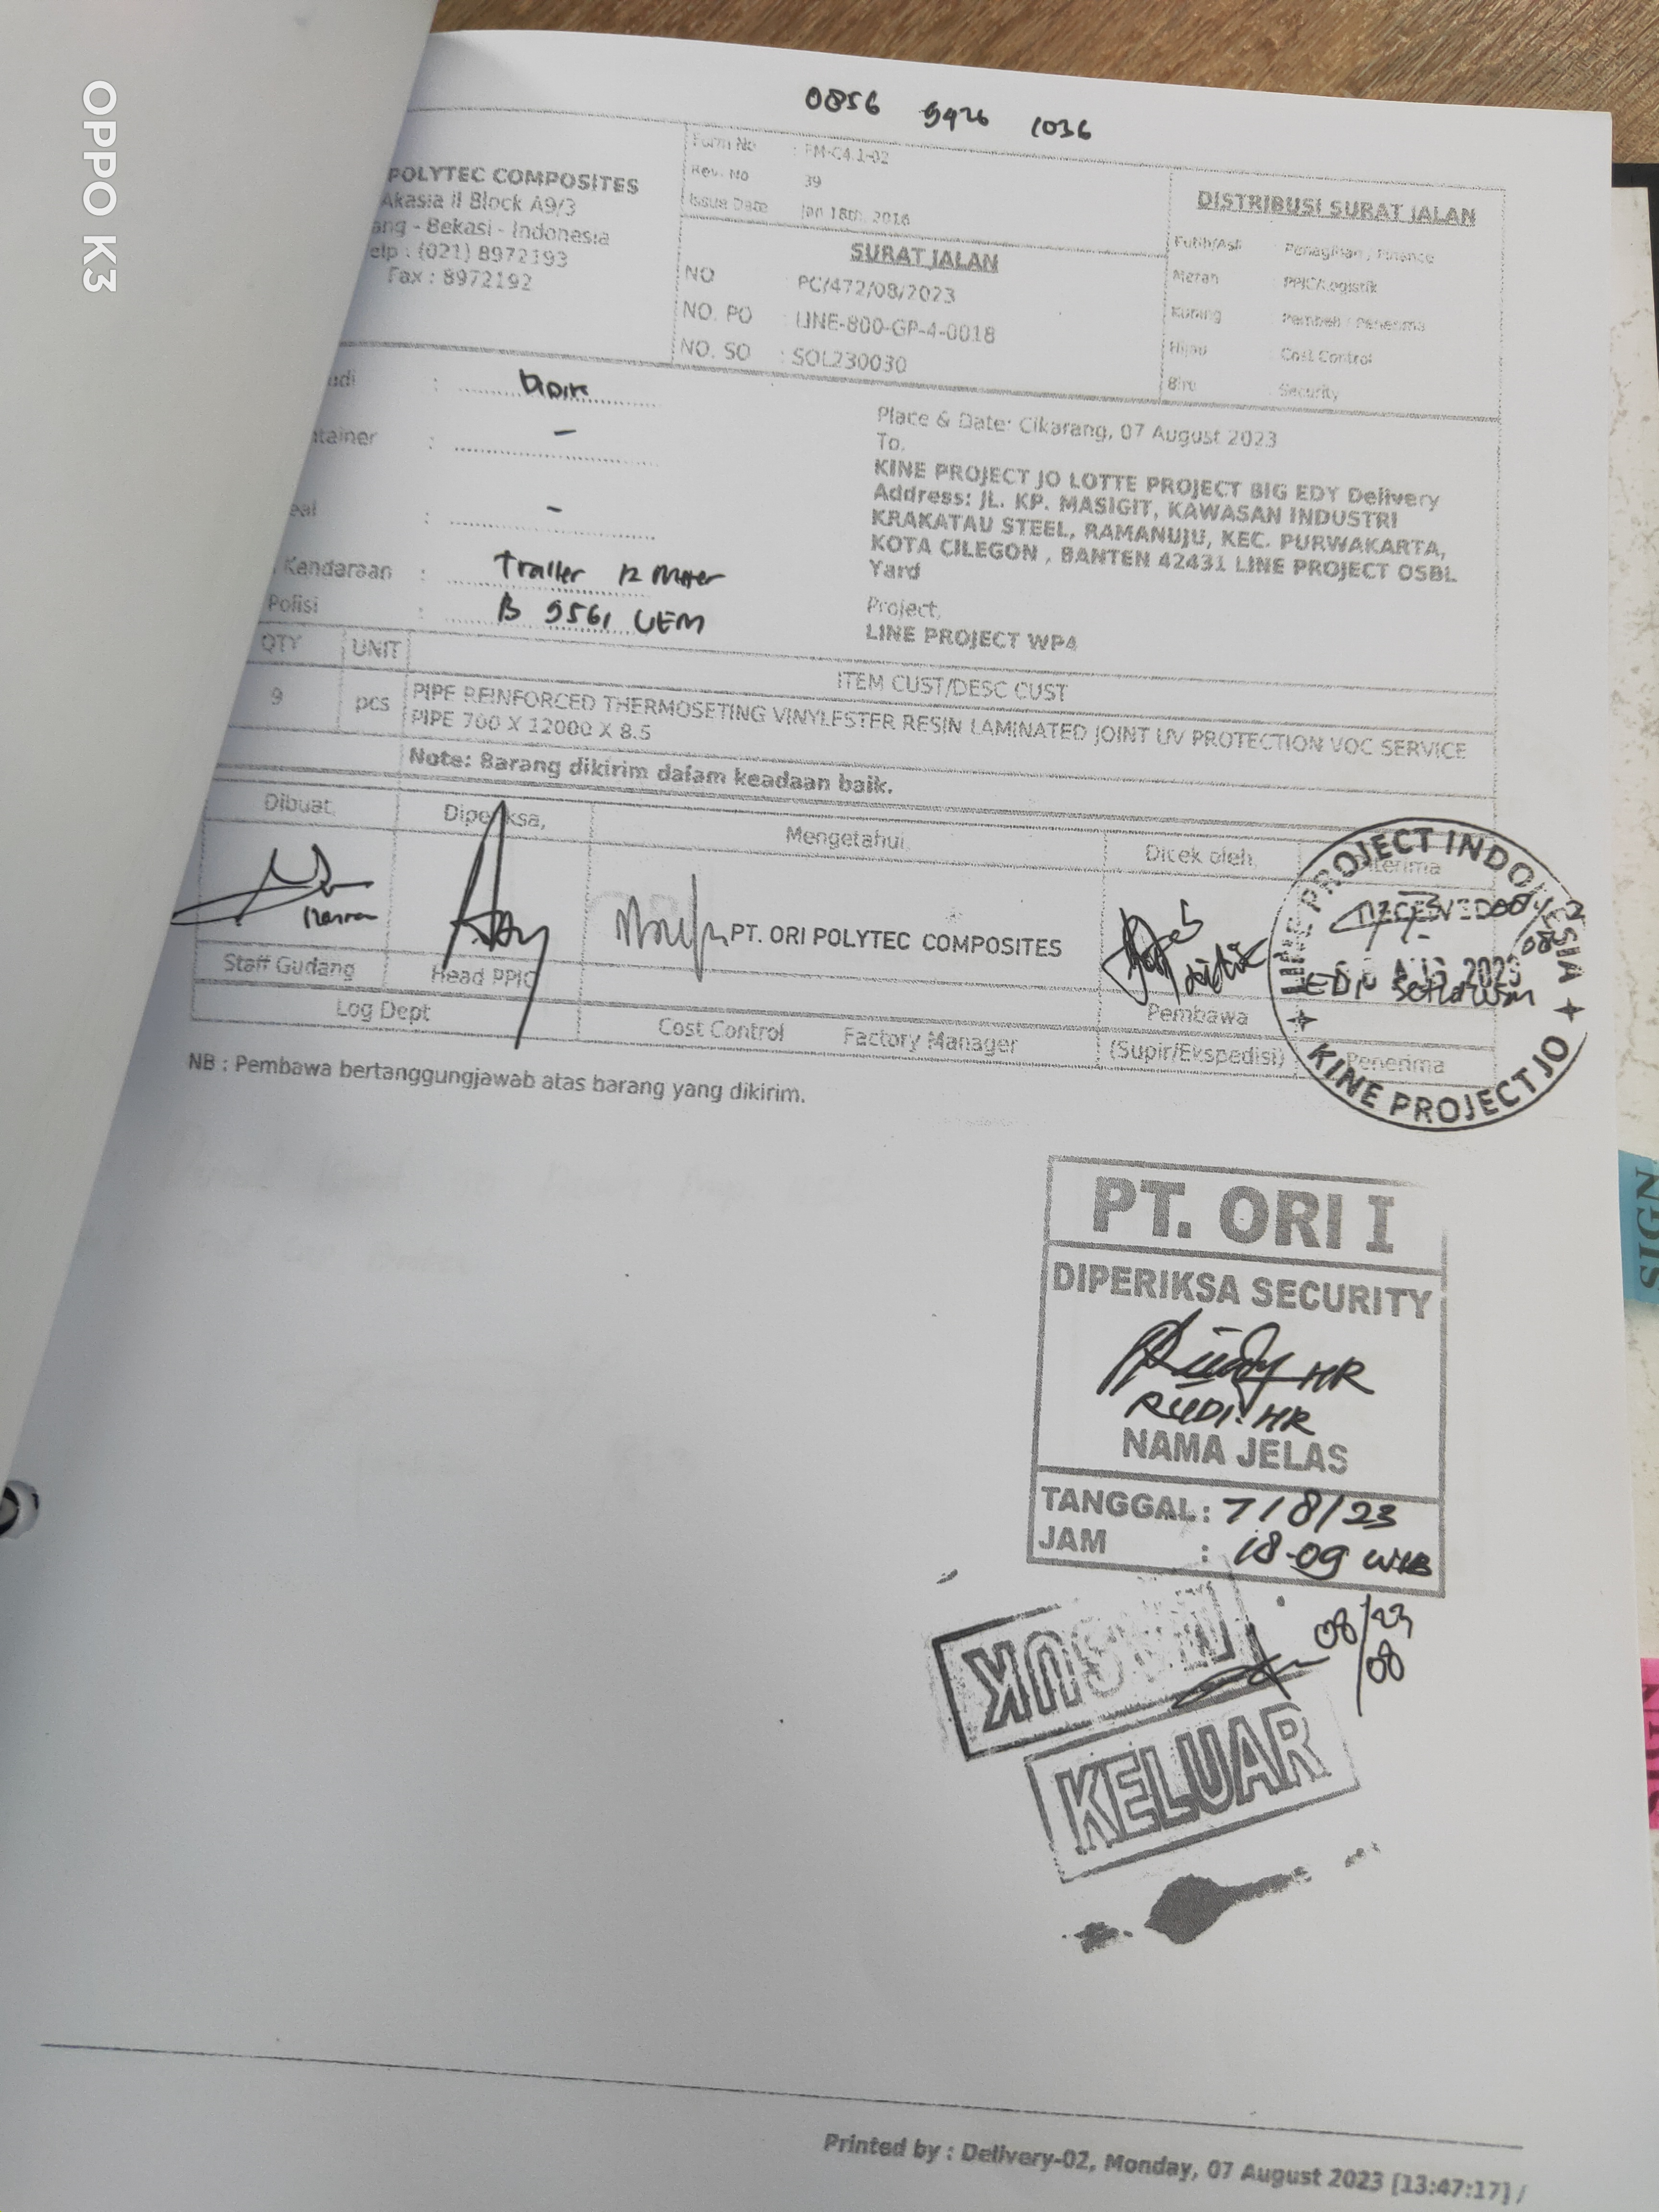 OPPO K3
0856 9926 1036
POLYTEC COMPOSITES
Akasia II Block A9/3
ang - Bekasi - Indonesia
elp : (021) 8972193
Fax : 8972192
Form No : FM-C4.1-02
Rev. No 39
Issue Date Jan 18th, 2016
SURAT JALAN
NO : PC/472/08/2023
NO. PO : LINE-800-GP-4-0018
NO. SO : SOL230030
DISTRIBUSI SURAT JALAN
Putih/Asli : Penagihan, Finance
Merah : PPIC/Logistik
Kuning : Pembeli / Penerima
Hijau : Cost Control
Biru : Security
udi :
ntainer : -
eal : -
Kendaraan : Trailer 12 Meter
Polisi : B 9561 UEM
Place & Date: Cikarang, 07 August 2023
To.
KINE PROJECT JO LOTTE PROJECT BIG EDY Delivery
Address: JL. KP. MASIGIT, KAWASAN INDUSTRI
KRAKATAU STEEL, RAMANUJU, KEC. PURWAKARTA,
KOTA CILEGON , BANTEN 42431 LINE PROJECT OSBL
Yard
Project,
LINE PROJECT WP4
QTY UNIT ITEM CUST/DESC CUST
9 pcs PIPE REINFORCED THERMOSETING VINYLESTER RESIN LAMINATED JOINT UV PROTECTION VOC SERVICE
PIPE 700 X 12000 X 8.5
Note: Barang dikirim dalam keadaan baik.
Dibuat, Diperiksa, Mengetahui, Dicek oleh, Diterima
PT. ORI POLYTEC COMPOSITES
LINE PROJECT INDONESIA
RECEIVED
AUG 2023
EDI Setiawan
KINE PROJECT JO
Staff Gudang Head PPIC Pembawa
Log Dept Cost Control Factory Manager (Supir/Ekspedisi) Penerima
NB : Pembawa bertanggungjawab atas barang yang dikirim.
PT. ORI I
DIPERIKSA SECURITY
RUDI.HR
NAMA JELAS
TANGGAL : 7/8/23
JAM : 18.09 WIB
MASUK
08/23
08
KELUAR
SIGN
Printed by : Delivery-02, Monday, 07 August 2023 [13:47:17] /